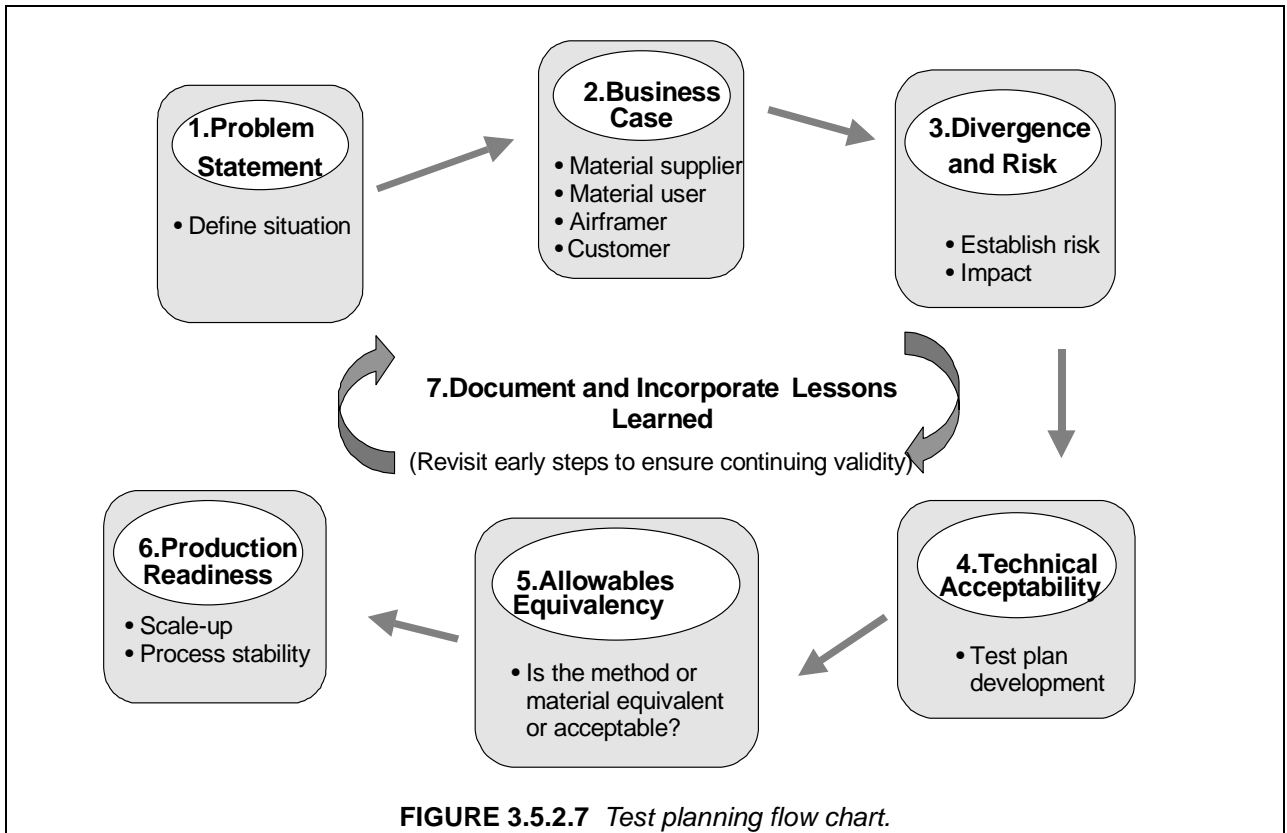 1.Problem
Statement
• Define situation
2.Business
Case
• Material supplier
• Material user
• Airframer
• Customer
3.Divergence
and Risk
• Establish risk
• Impact
7.Document and Incorporate Lessons
Learned
(Revisit early steps to ensure continuing validity)
4.Technical
Acceptability
• Test plan
development
5.Allowables
Equivalency
• Is the method or
material equivalent
or acceptable?
6.Production
Readiness
• Scale-up
• Process stability
FIGURE 3.5.2.7 Test planning flow chart.